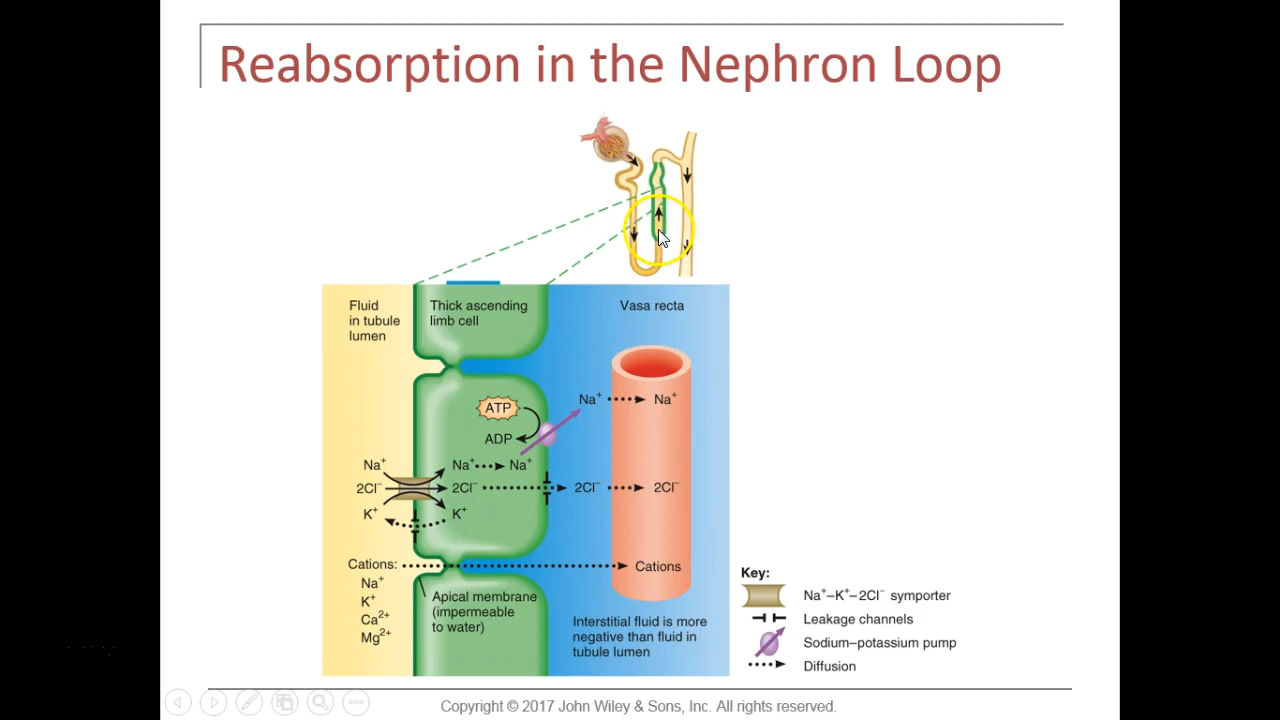 Reabsorption in the Nephron Loop
Fluid
in tubule
lumen
Thick ascending
limb cell
Vasa recta
ATP
ADP
Na⁺
Na⁺
Na⁺
Na⁺
Na⁺
2Cl⁻
2Cl⁻
2Cl⁻
2Cl⁻
K⁺
K⁺
Cations:
Cations
Na⁺
K⁺
Ca²⁺
Mg²⁺
Apical membrane
(impermeable
to water)
Interstitial fluid is more
negative than fluid in
tubule lumen
Key:
Na⁺–K⁺–2Cl⁻ symporter
Leakage channels
Sodium–potassium pump
Diffusion
Copyright © 2017 John Wiley & Sons, Inc. All rights reserved.